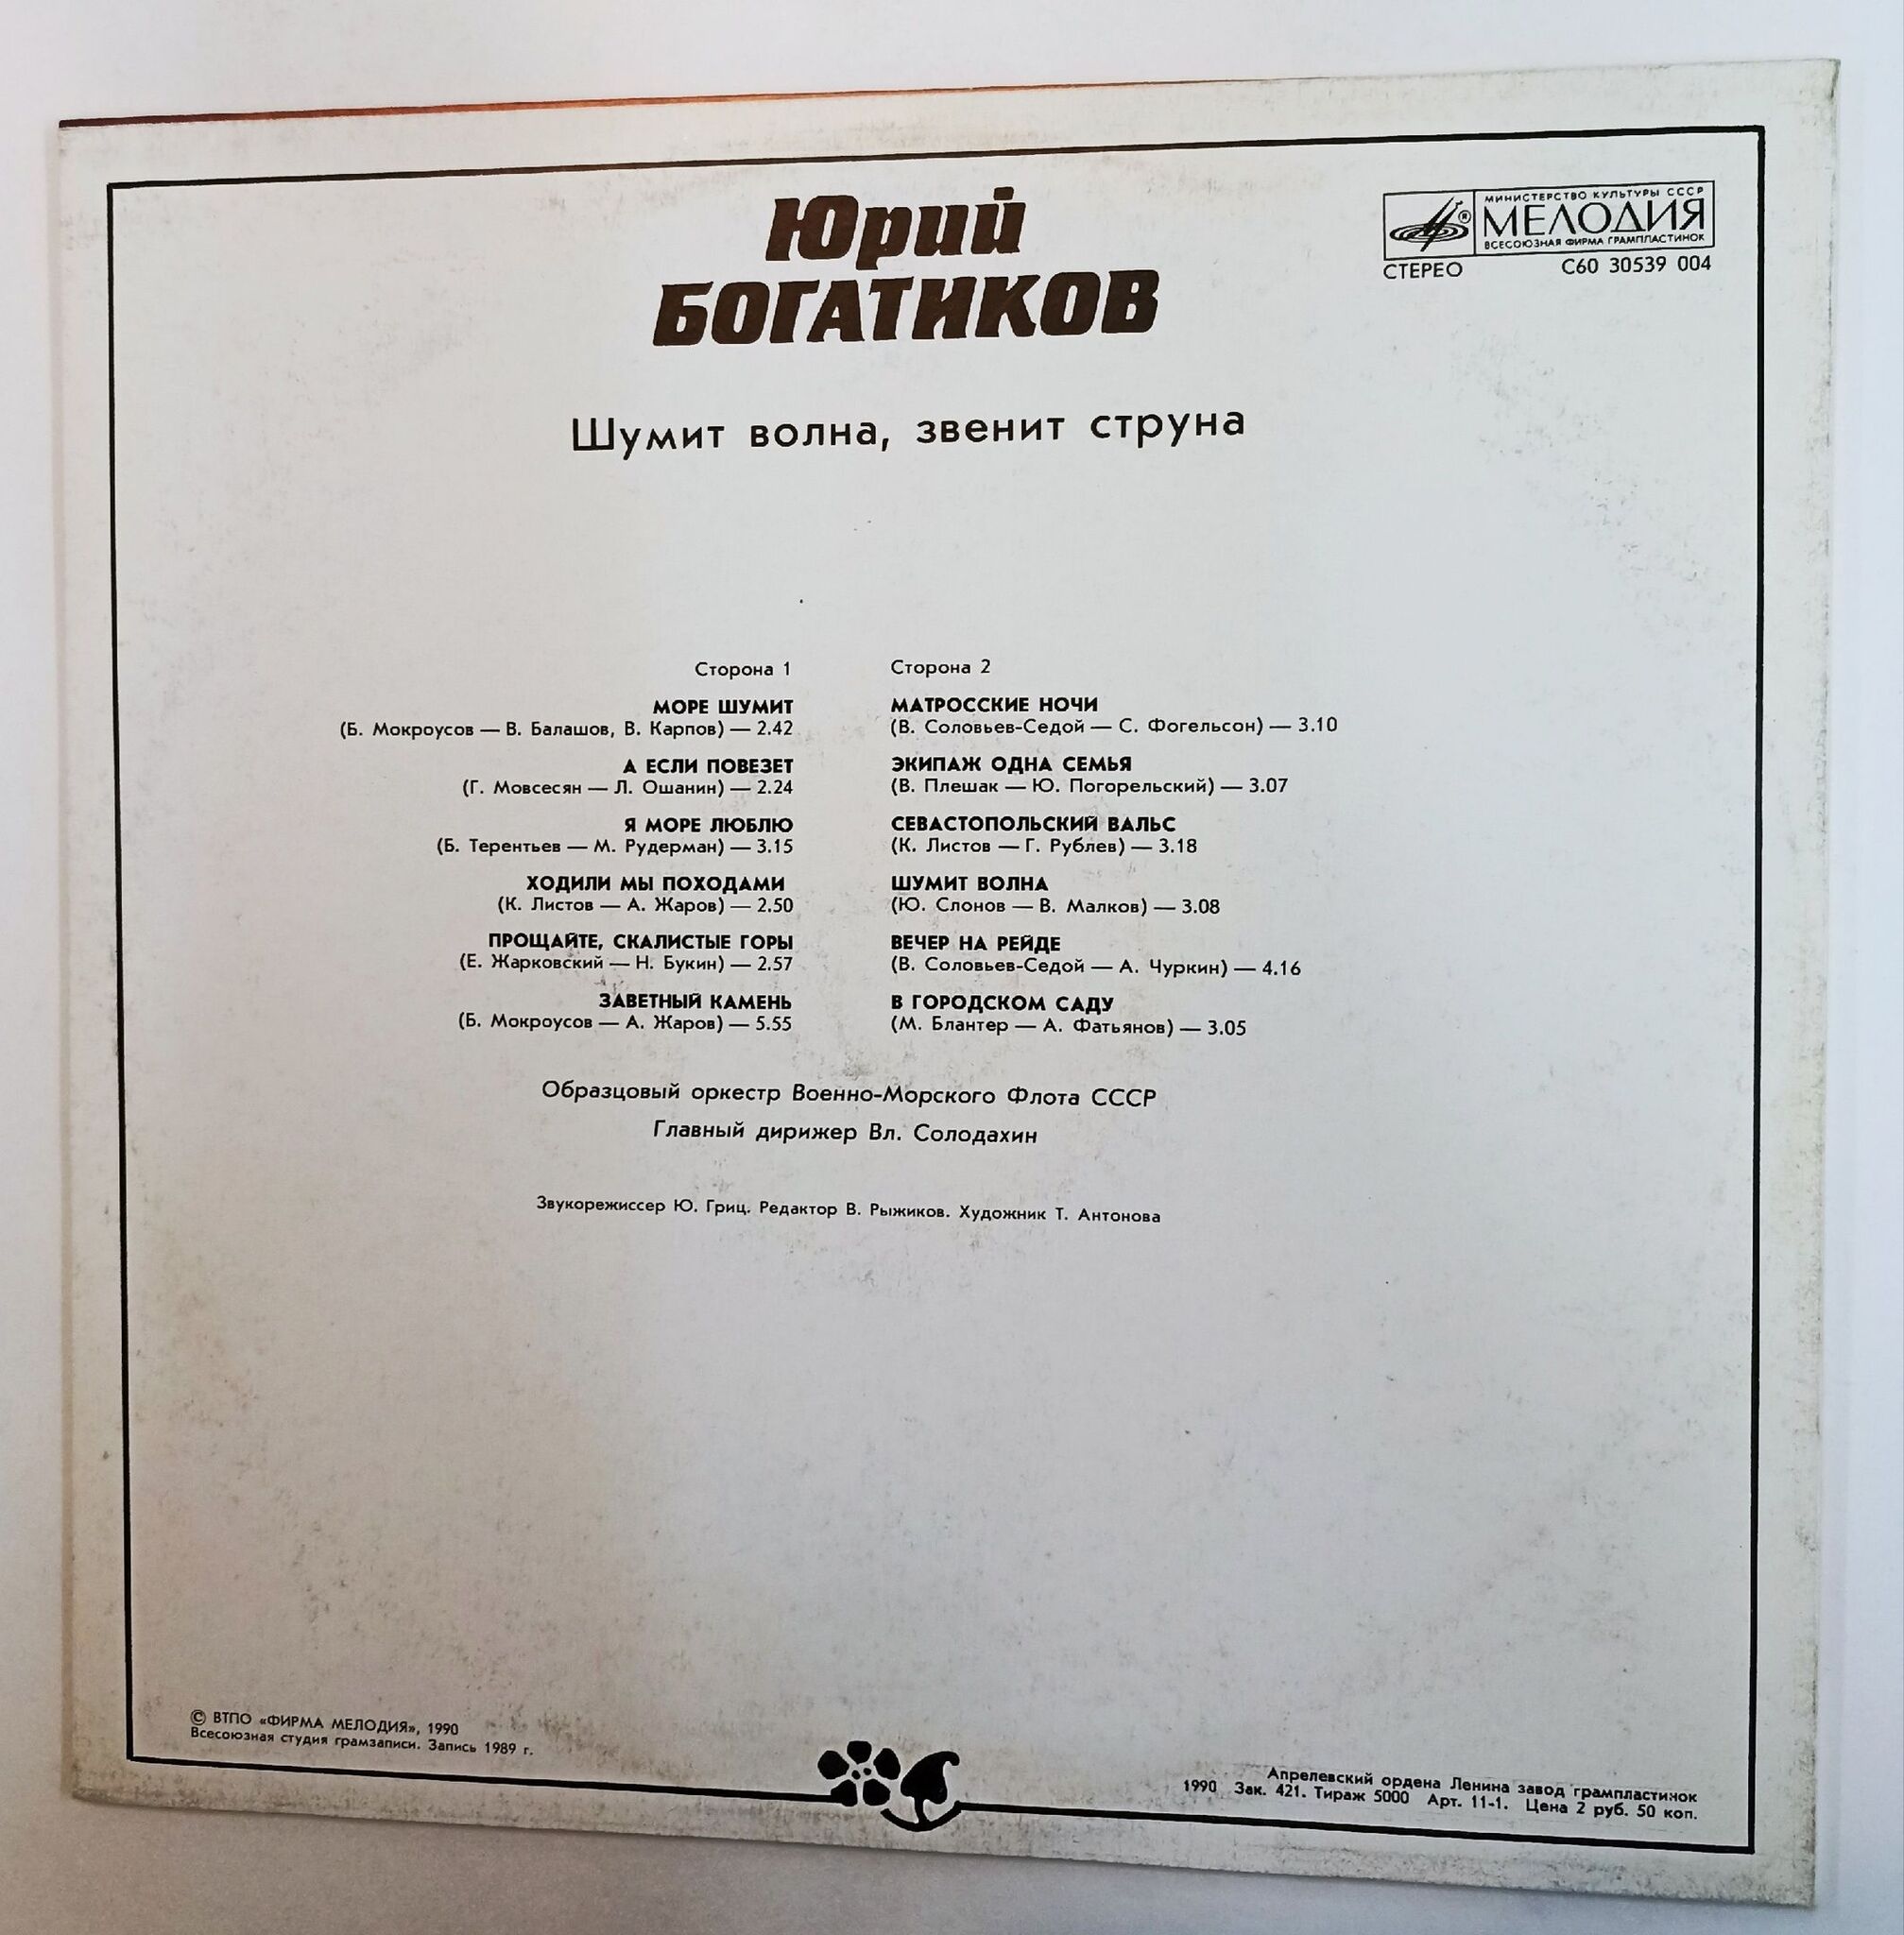 Юрий
БОГАТИКОВ
МИНИСТЕРСТВО КУЛЬТУРЫ СССР
МЕЛОДИЯ
ВСЕСОЮЗНАЯ ФИРМА ГРАМПЛАСТИНОК
®
СТЕРЕО С60 30539 004
Шумит волна, звенит струна
Сторона 1
МОРЕ ШУМИТ
(Б. Мокроусов — В. Балашов, В. Карпов) — 2.42
А ЕСЛИ ПОВЕЗЕТ
(Г. Мовсесян — Л. Ошанин) — 2.24
Я МОРЕ ЛЮБЛЮ
(Б. Терентьев — М. Рудерман) — 3.15
ХОДИЛИ МЫ ПОХОДАМИ
(К. Листов — А. Жаров) — 2.50
ПРОЩАЙТЕ, СКАЛИСТЫЕ ГОРЫ
(Е. Жарковский — Н. Букин) — 2.57
ЗАВЕТНЫЙ КАМЕНЬ
(Б. Мокроусов — А. Жаров) — 5.55
Сторона 2
МАТРОССКИЕ НОЧИ
(В. Соловьев-Седой — С. Фогельсон) — 3.10
ЭКИПАЖ ОДНА СЕМЬЯ
(В. Плешак — Ю. Погорельский) — 3.07
СЕВАСТОПОЛЬСКИЙ ВАЛЬС
(К. Листов — Г. Рублев) — 3.18
ШУМИТ ВОЛНА
(Ю. Слонов — В. Малков) — 3.08
ВЕЧЕР НА РЕЙДЕ
(В. Соловьев-Седой — А. Чуркин) — 4.16
В ГОРОДСКОМ САДУ
(М. Блантер — А. Фатьянов) — 3.05
Образцовый оркестр Военно-Морского Флота СССР
Главный дирижер Вл. Солодахин
Звукорежиссер Ю. Гриц. Редактор В. Рыжиков. Художник Т. Антонова
© ВТПО «ФИРМА МЕЛОДИЯ», 1990
Всесоюзная студия грамзаписи. Запись 1989 г.
Апрелевский ордена Ленина завод грампластинок
1990 Зак. 421. Тираж 5000 Арт. 11-1. Цена 2 руб. 50 коп.